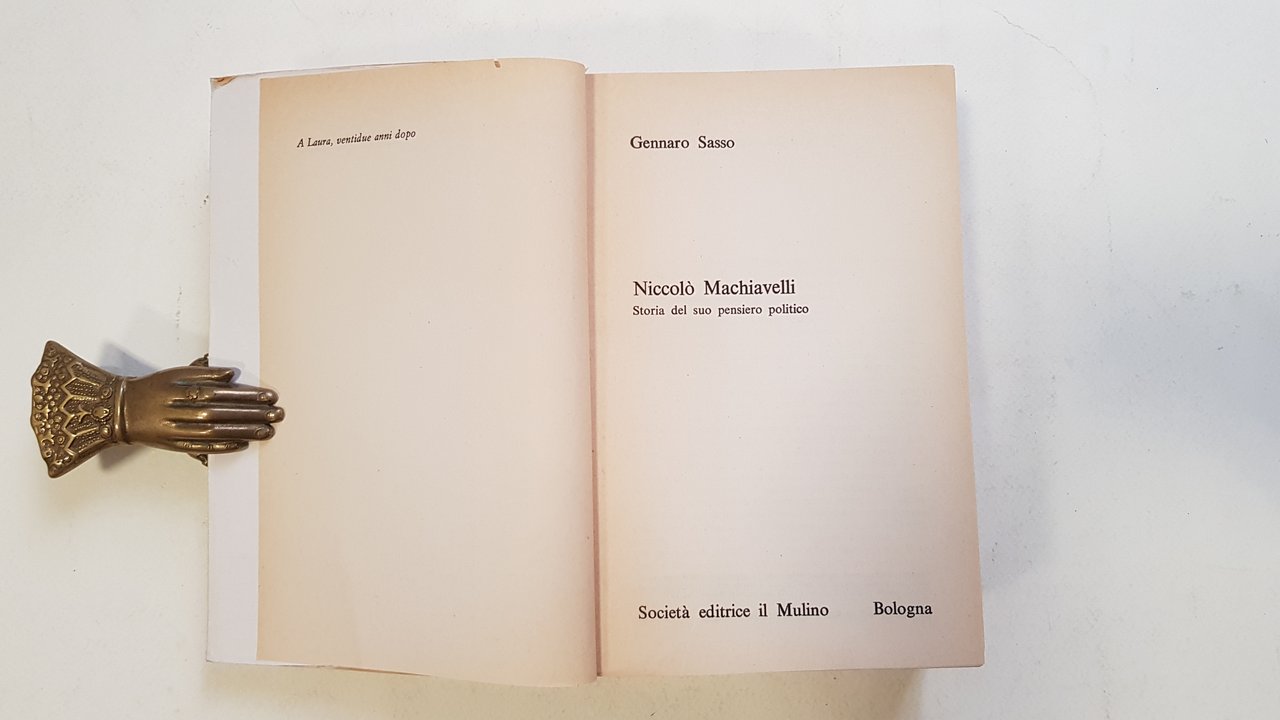 A Laura, ventidue anni dopo
Gennaro Sasso
Niccolò Machiavelli
Storia del suo pensiero politico
Società editrice il Mulino Bologna